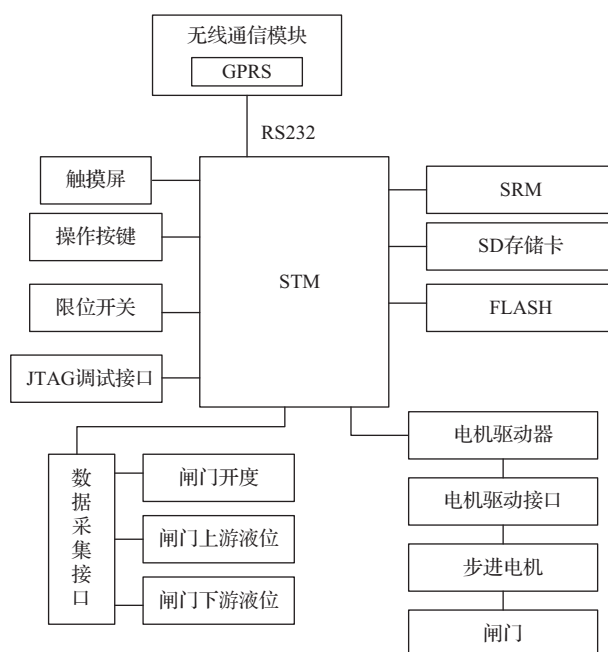 无线通信模块
GPRS
RS232
触摸屏
操作按键
限位开关
JTAG调试接口
STM
SRM
SD存储卡
FLASH
数据采集接口
闸门开度
闸门上游液位
闸门下游液位
电机驱动器
电机驱动接口
步进电机
闸门